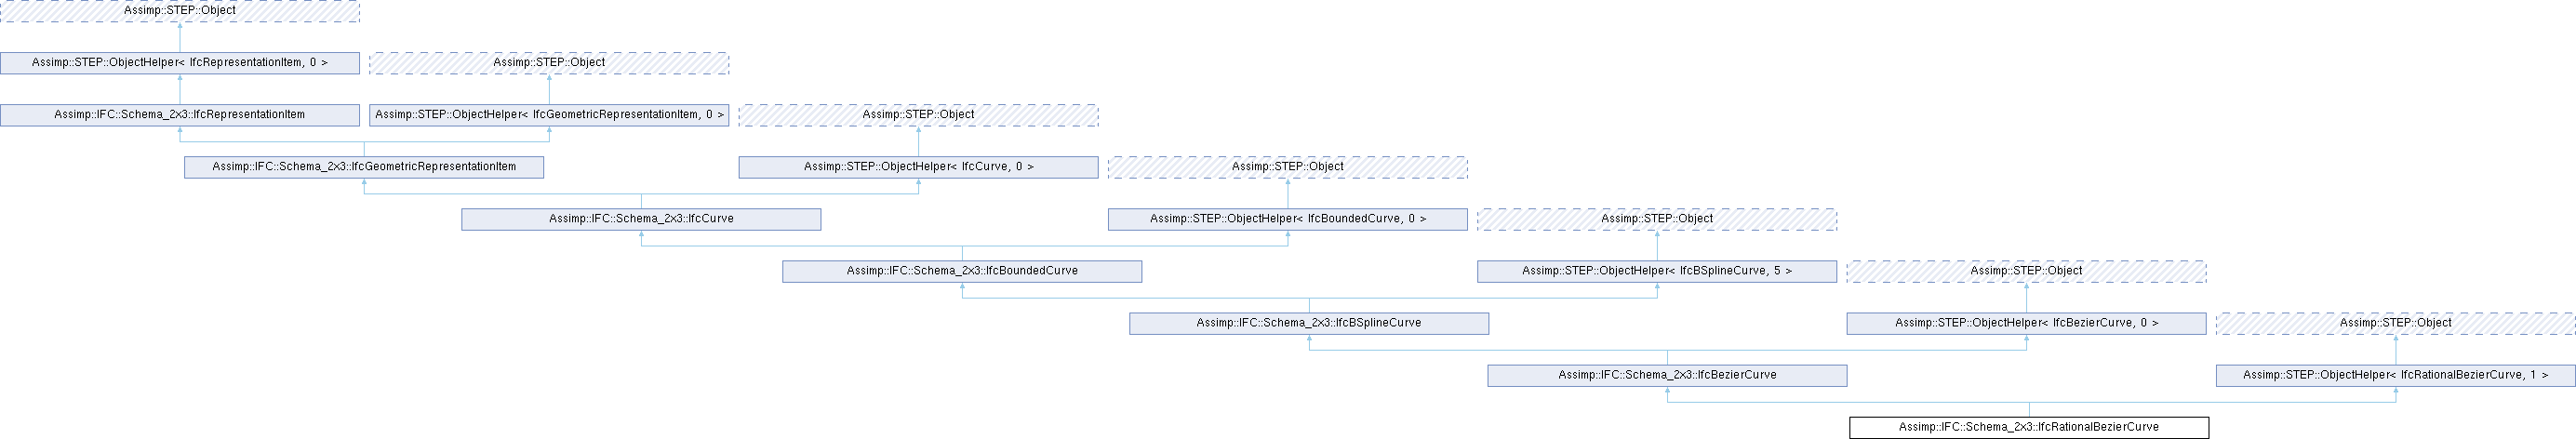 Assimp::STEP::Object
Assimp::STEP::ObjectHelper< IfcRepresentationItem, 0 >
Assimp::STEP::Object
Assimp::IFC::Schema_2x3::IfcRepresentationItem
Assimp::STEP::ObjectHelper< IfcGeometricRepresentationItem, 0 >
Assimp::STEP::Object
Assimp::IFC::Schema_2x3::IfcGeometricRepresentationItem
Assimp::STEP::ObjectHelper< IfcCurve, 0 >
Assimp::STEP::Object
Assimp::IFC::Schema_2x3::IfcCurve
Assimp::STEP::ObjectHelper< IfcBoundedCurve, 0 >
Assimp::STEP::Object
Assimp::IFC::Schema_2x3::IfcBoundedCurve
Assimp::STEP::ObjectHelper< IfcBSplineCurve, 5 >
Assimp::STEP::Object
Assimp::IFC::Schema_2x3::IfcBSplineCurve
Assimp::STEP::ObjectHelper< IfcBezierCurve, 0 >
Assimp::STEP::Object
Assimp::IFC::Schema_2x3::IfcBezierCurve
Assimp::STEP::ObjectHelper< IfcRationalBezierCurve, 1 >
Assimp::IFC::Schema_2x3::IfcRationalBezierCurve